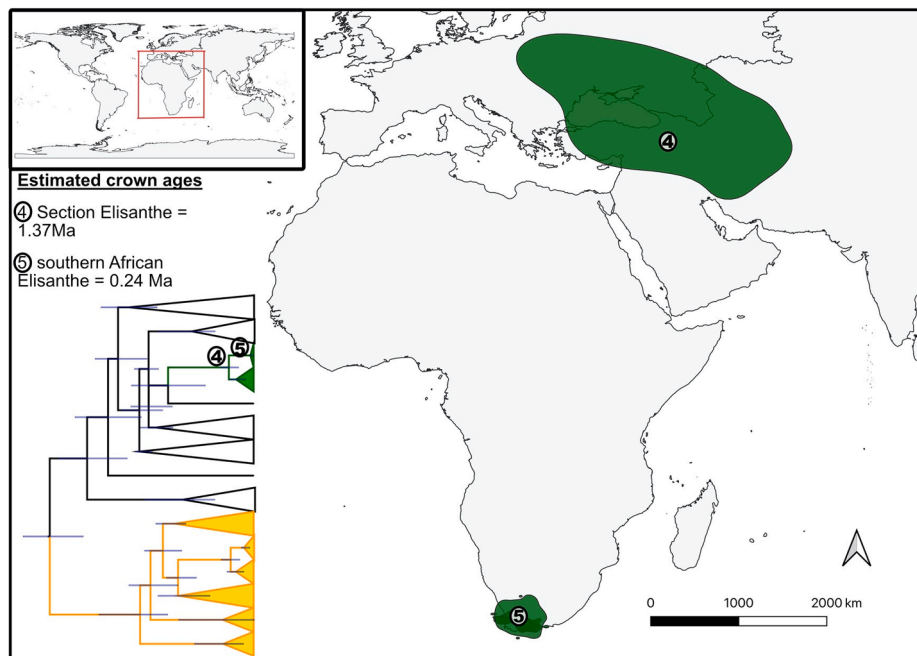 Estimated crown ages
④ Section Elisanthe =
1.37Ma
⑤ southern African
Elisanthe = 0.24 Ma
④
⑤
④
⑤
0 1000 2000 km